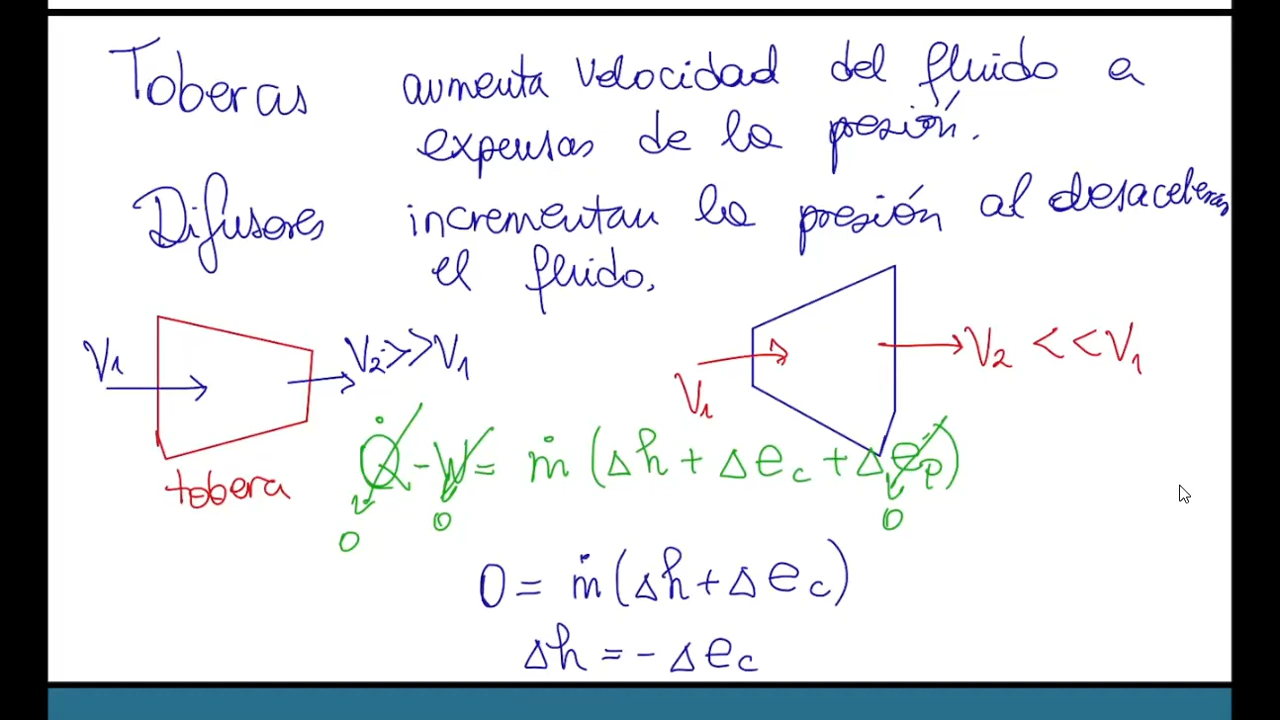 Toberas aumenta velocidad del fluido a
expensas de la presión.
Difusores incrementan la presión al desacelerar
el fluido.
V1 V2>>V1 V1 V2 <<V1
tobera
Q̇ - Ẇ = ṁ (Δh + Δec + Δep)
0 0 0
0 = ṁ (Δh + Δec)
Δh = - Δec